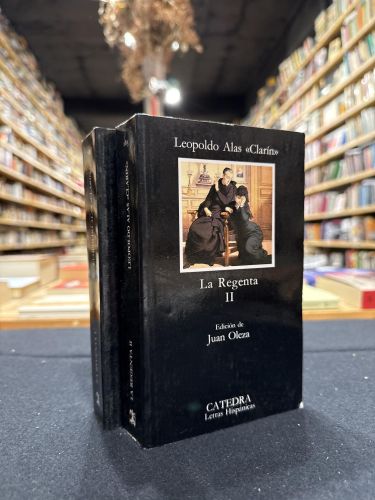 Leopoldo Alas «Clarín»
La Regenta
II
Edición de
Juan Oleza
CATEDRA
Letras Hispánicas
LEOPOLDO ALAS «CLARÍN»
LA REGENTA II